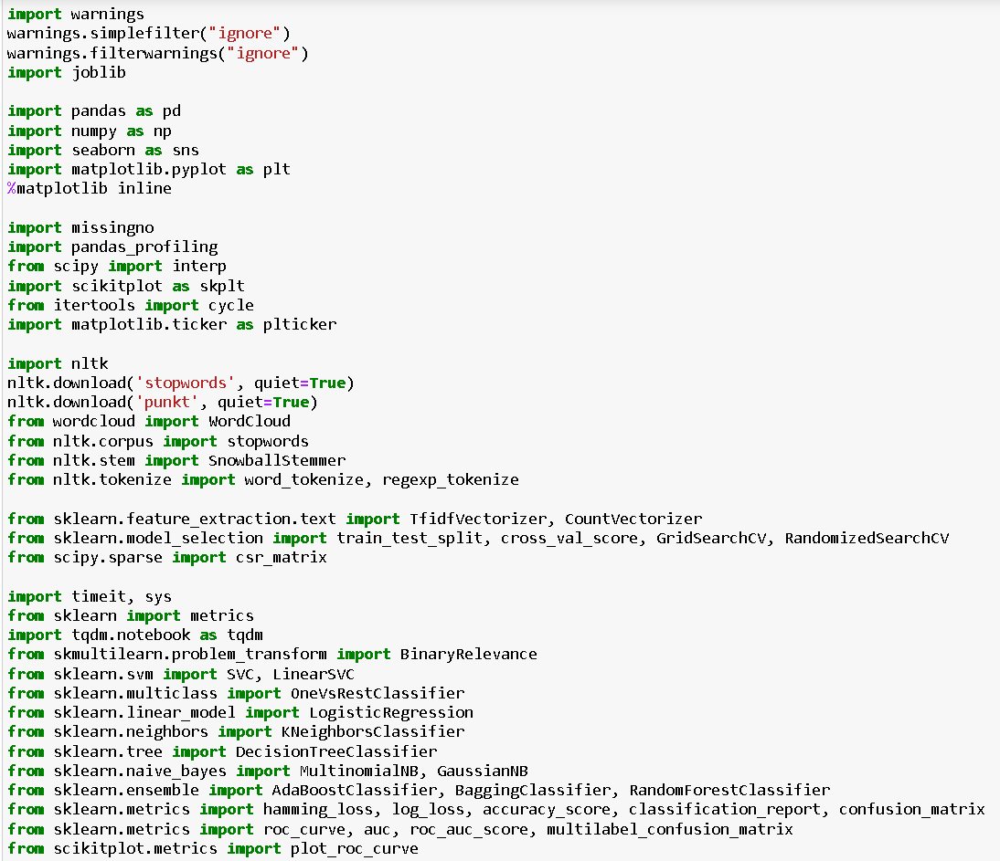 import warnings
warnings.simplefilter("ignore")
warnings.filterwarnings("ignore")
import joblib

import pandas as pd
import numpy as np
import seaborn as sns
import matplotlib.pyplot as plt
%matplotlib inline

import missingno
import pandas_profiling
from scipy import interp
import scikitplot as skplt
from itertools import cycle
import matplotlib.ticker as plticker

import nltk
nltk.download('stopwords', quiet=True)
nltk.download('punkt', quiet=True)
from wordcloud import WordCloud
from nltk.corpus import stopwords
from nltk.stem import SnowballStemmer
from nltk.tokenize import word_tokenize, regexp_tokenize

from sklearn.feature_extraction.text import TfidfVectorizer, CountVectorizer
from sklearn.model_selection import train_test_split, cross_val_score, GridSearchCV, RandomizedSearchCV
from scipy.sparse import csr_matrix

import timeit, sys
from sklearn import metrics
import tqdm.notebook as tqdm
from skmultilearn.problem_transform import BinaryRelevance
from sklearn.svm import SVC, LinearSVC
from sklearn.multiclass import OneVsRestClassifier
from sklearn.linear_model import LogisticRegression
from sklearn.neighbors import KNeighborsClassifier
from sklearn.tree import DecisionTreeClassifier
from sklearn.naive_bayes import MultinomialNB, GaussianNB
from sklearn.ensemble import AdaBoostClassifier, BaggingClassifier, RandomForestClassifier
from sklearn.metrics import hamming_loss, log_loss, accuracy_score, classification_report, confusion_matrix
from sklearn.metrics import roc_curve, auc, roc_auc_score, multilabel_confusion_matrix
from scikitplot.metrics import plot_roc_curve